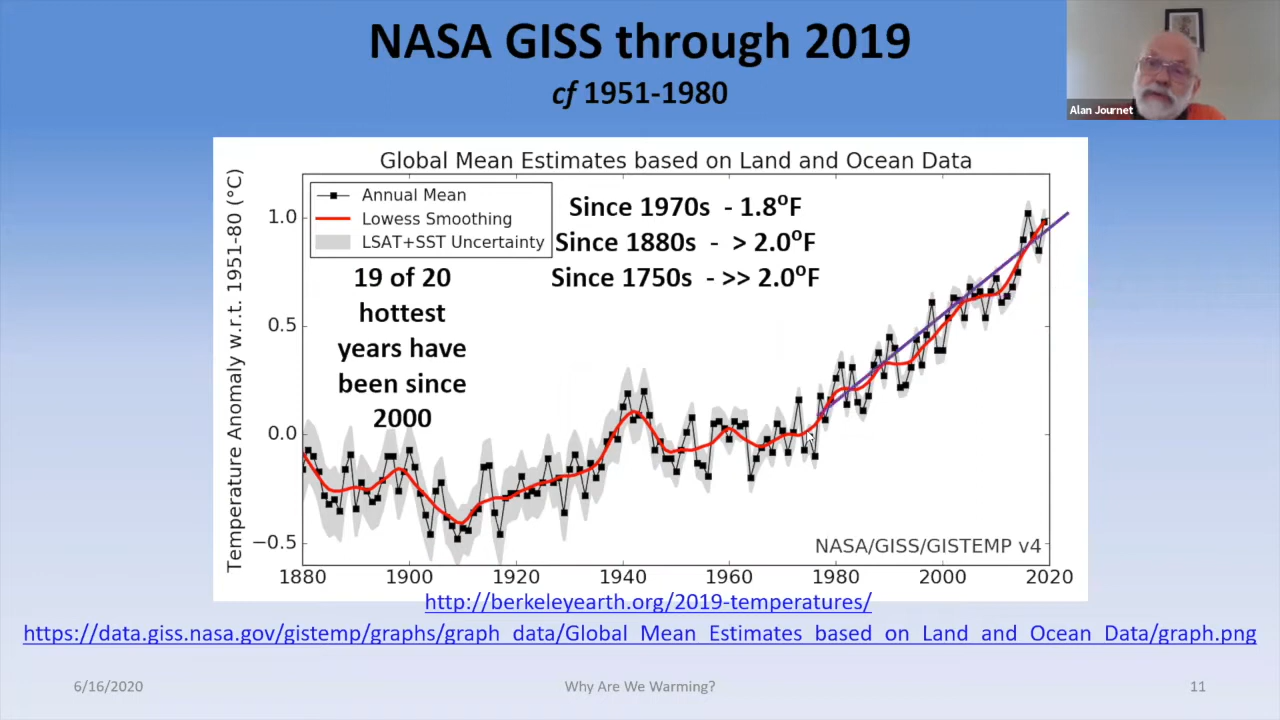 NASA GISS through 2019
cf 1951-1980
Alan Journet
Global Mean Estimates based on Land and Ocean Data
Temperature Anomaly w.r.t. 1951-80 (°C)
Annual Mean
Lowess Smoothing
LSAT+SST Uncertainty
Since 1970s - 1.8°F
Since 1880s - > 2.0°F
Since 1750s - >> 2.0°F
19 of 20
hottest
years have
been since
2000
1.0
0.5
0.0
−0.5
NASA/GISS/GISTEMP v4
1880 1900 1920 1940 1960 1980 2000 2020
http://berkeleyearth.org/2019-temperatures/
https://data.giss.nasa.gov/gistemp/graphs/graph_data/Global_Mean_Estimates_based_on_Land_and_Ocean_Data/graph.png
6/16/2020 Why Are We Warming? 11